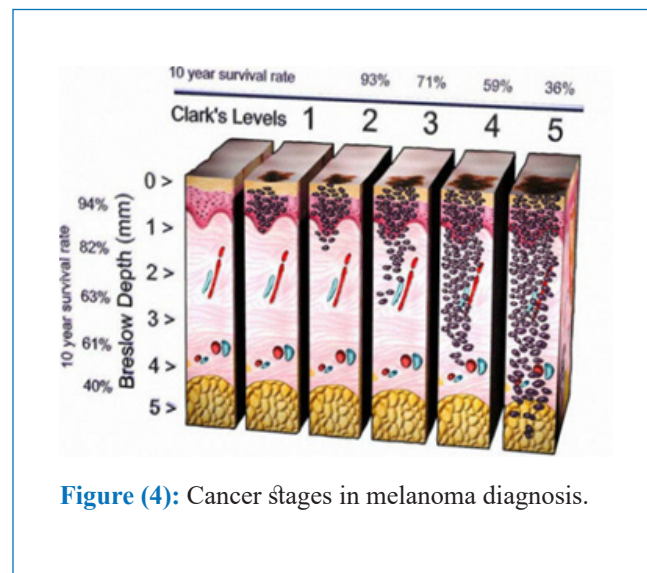 10 year survival rate 93% 71% 59% 36%
Clark's Levels 1 2 3 4 5
0 >
94%
1 >
82%
2 >
63%
3 >
61%
4 >
40%
5 >
10 year survival rate
Breslow Depth (mm)
Figure (4): Cancer stages in melanoma diagnosis.